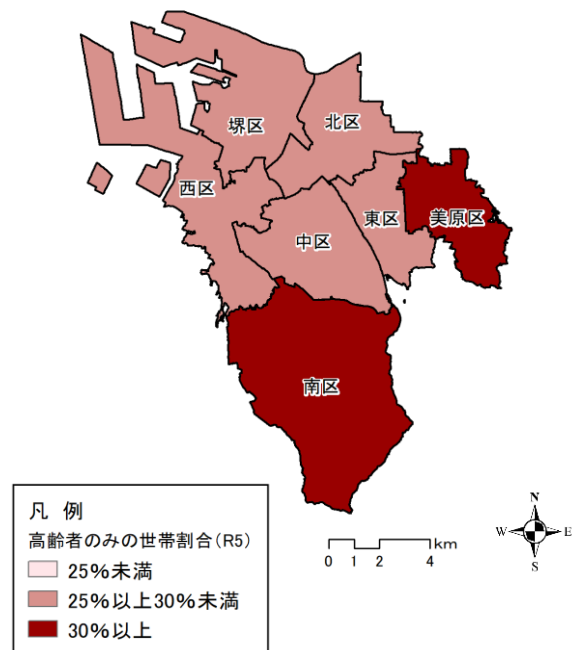 堺区
北区
西区
東区
美原区
中区
南区
凡 例
高齢者のみの世帯割合(R5)
25%未満
25%以上30%未満
30%以上
km
0 1 2 4
N
W E
S